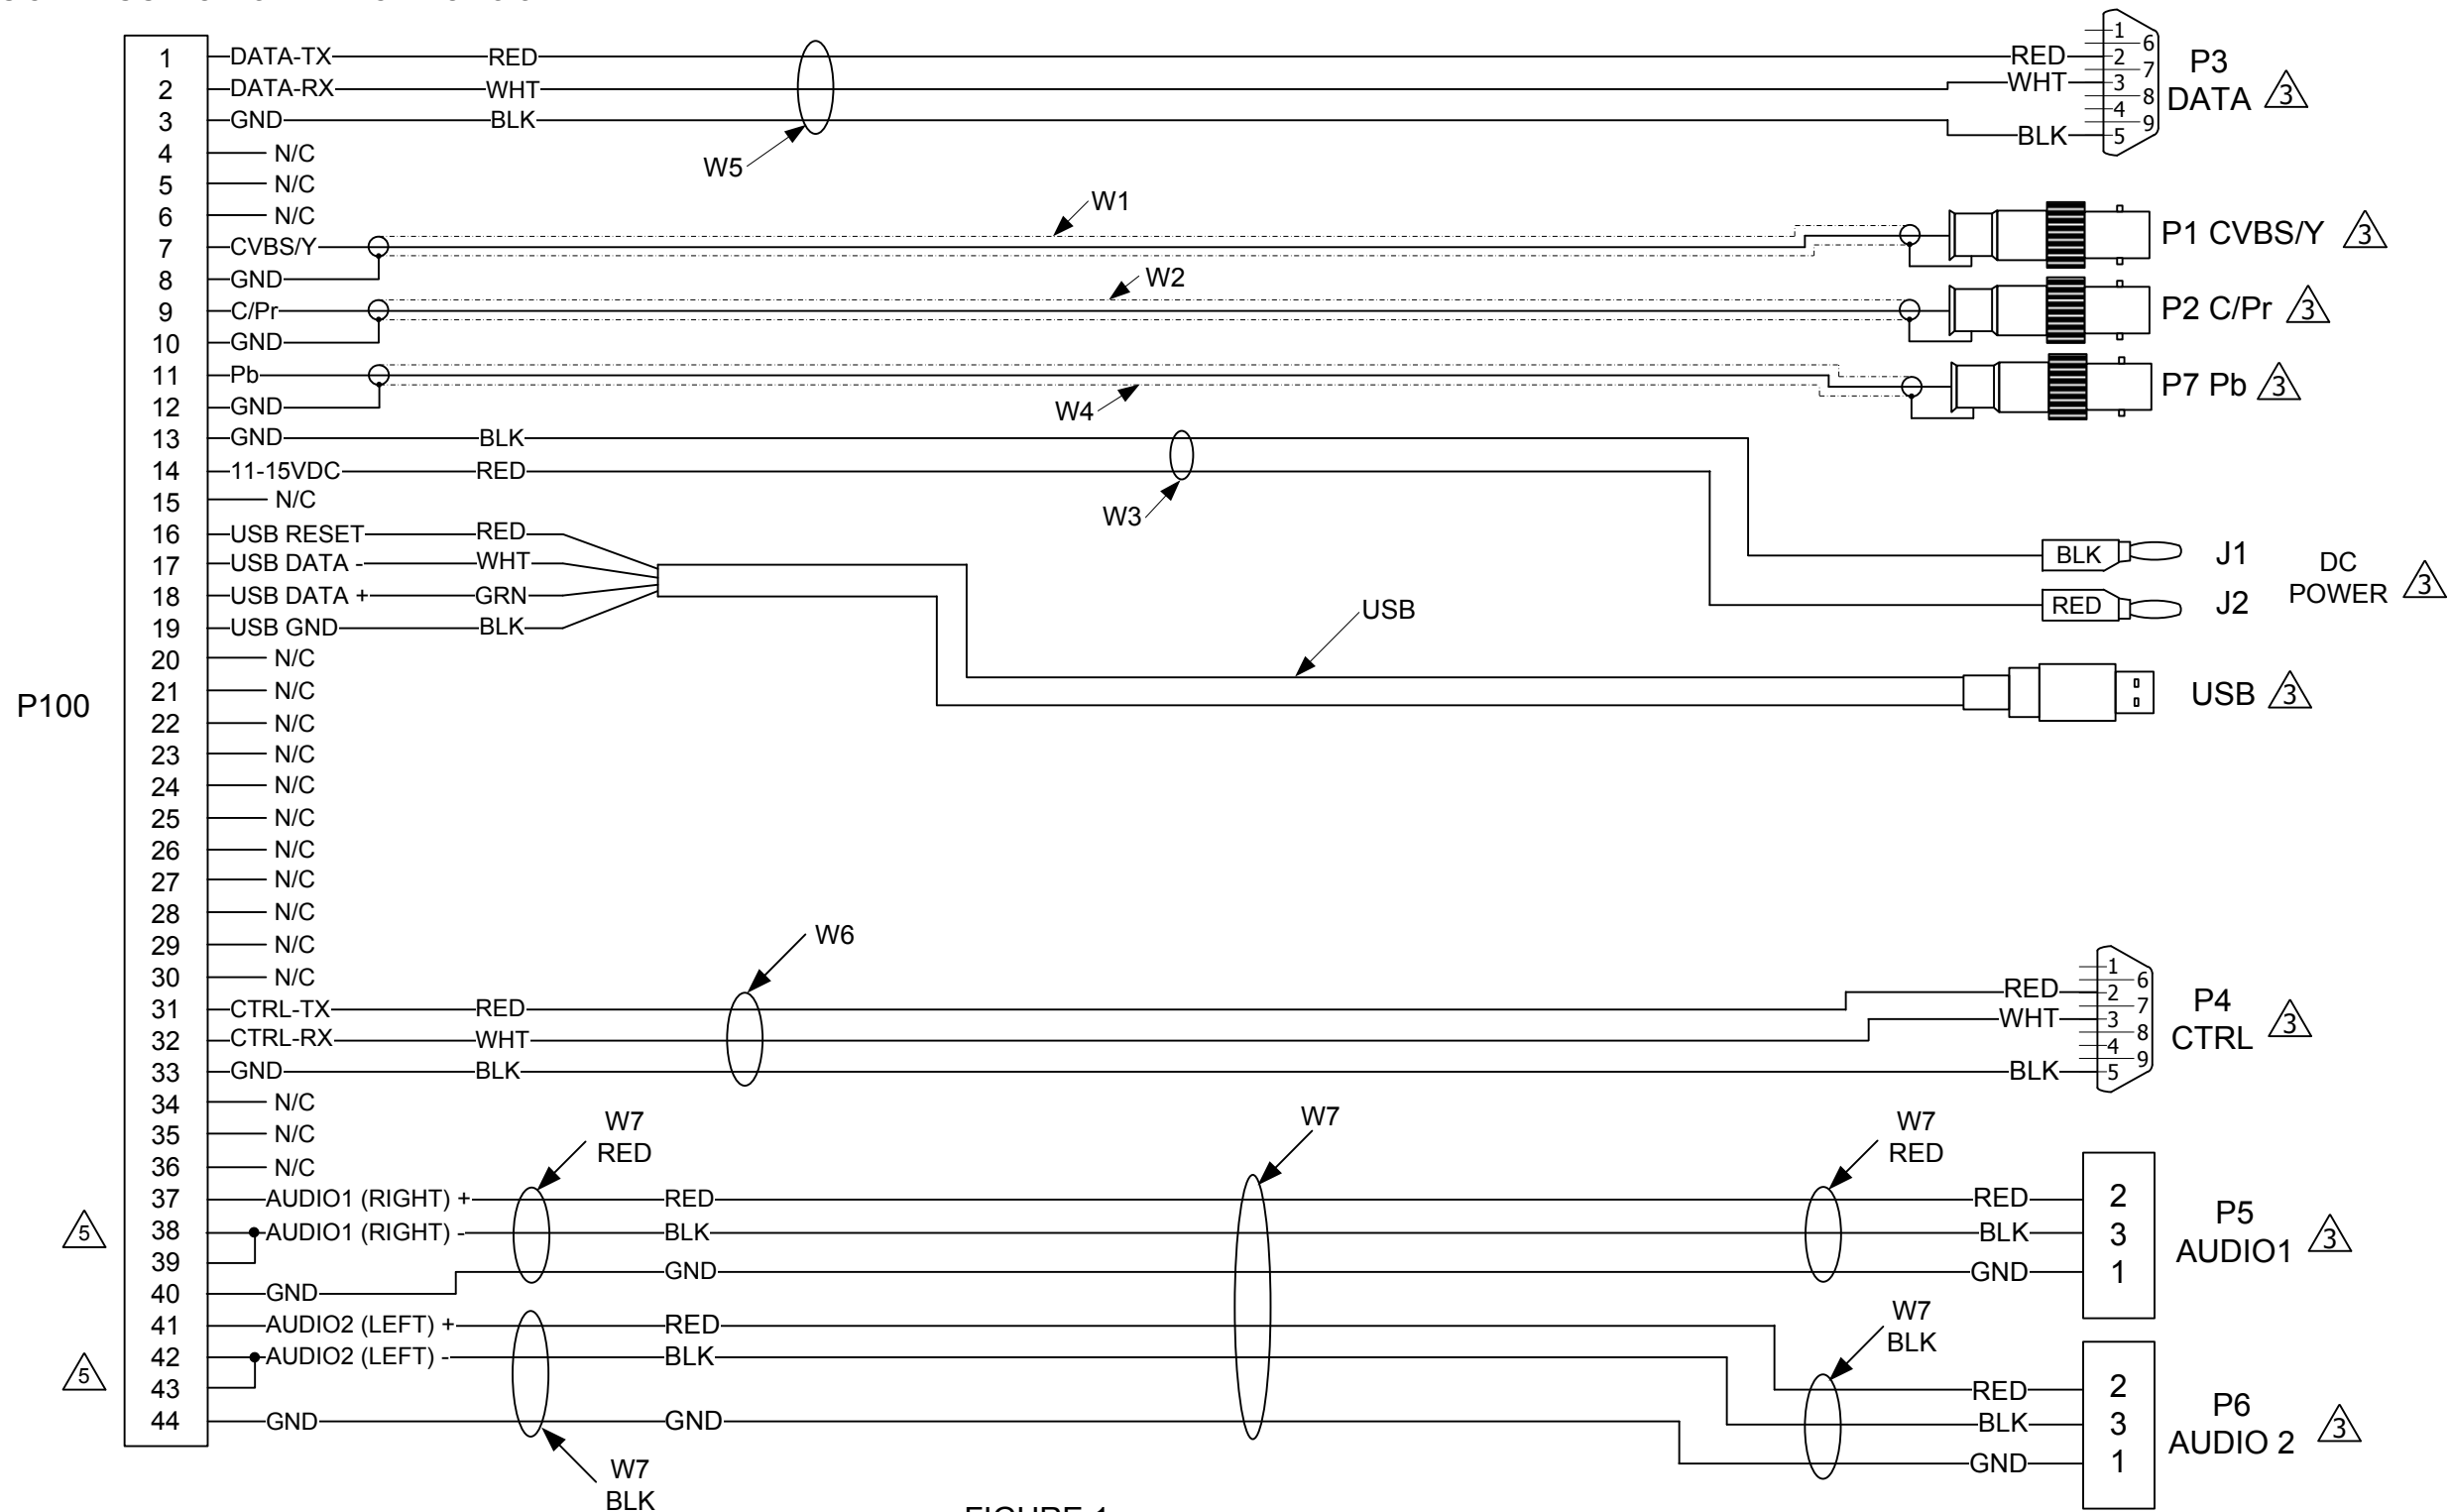 1 DATA-TX RED RED 2
2 DATA-RX WHT WHT 3
3 GND BLK BLK 5
1
6
7
8
4
9
P3
DATA 3
W5
4 N/C
5 N/C
6 N/C
W1
7 CVBS/Y P1 CVBS/Y 3
8 GND
W2
9 C/Pr P2 C/Pr 3
10 GND
11 Pb P7 Pb 3
12 GND
W4
13 GND BLK
14 11-15VDC RED
15 N/C
W3
16 USB RESET RED
17 USB DATA - WHT
18 USB DATA + GRN
19 USB GND BLK
BLK J1
RED J2
DC
POWER 3
USB
20 N/C
21 N/C
USB 3
P100
22 N/C
23 N/C
24 N/C
25 N/C
26 N/C
27 N/C
28 N/C
29 N/C
30 N/C
W6
31 CTRL-TX RED RED 2
32 CTRL-RX WHT WHT 3
33 GND BLK BLK 5
1
6
7
8
4
9
P4
CTRL 3
34 N/C
35 N/C
36 N/C
W7
RED
W7
W7
RED
37 AUDIO1 (RIGHT) + RED RED 2
5 38 AUDIO1 (RIGHT) - BLK BLK 3
39
40 GND GND GND 1
P5
AUDIO1 3
41 AUDIO2 (LEFT) + RED RED 2
42 AUDIO2 (LEFT) - BLK BLK 3
5 43
44 GND GND GND 1
W7
BLK
P6
AUDIO 2 3
W7
BLK
FIGURE 1